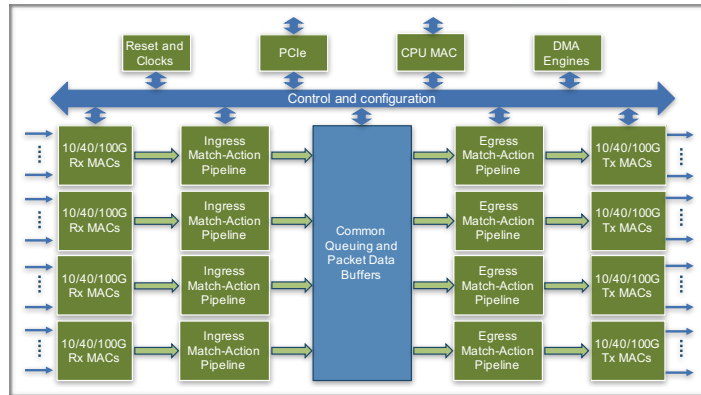 Reset and
Clocks
PCIe
CPU MAC
DMA
Engines
Control and configuration
10/40/100G
Rx MACs
Ingress
Match-Action
Pipeline
Egress
Match-Action
Pipeline
10/40/100G
Tx MACs
10/40/100G
Rx MACs
Ingress
Match-Action
Pipeline
Common
Queuing and
Packet Data
Buffers
Egress
Match-Action
Pipeline
10/40/100G
Tx MACs
10/40/100G
Rx MACs
Ingress
Match-Action
Pipeline
Egress
Match-Action
Pipeline
10/40/100G
Tx MACs
10/40/100G
Rx MACs
Ingress
Match-Action
Pipeline
Egress
Match-Action
Pipeline
10/40/100G
Tx MACs